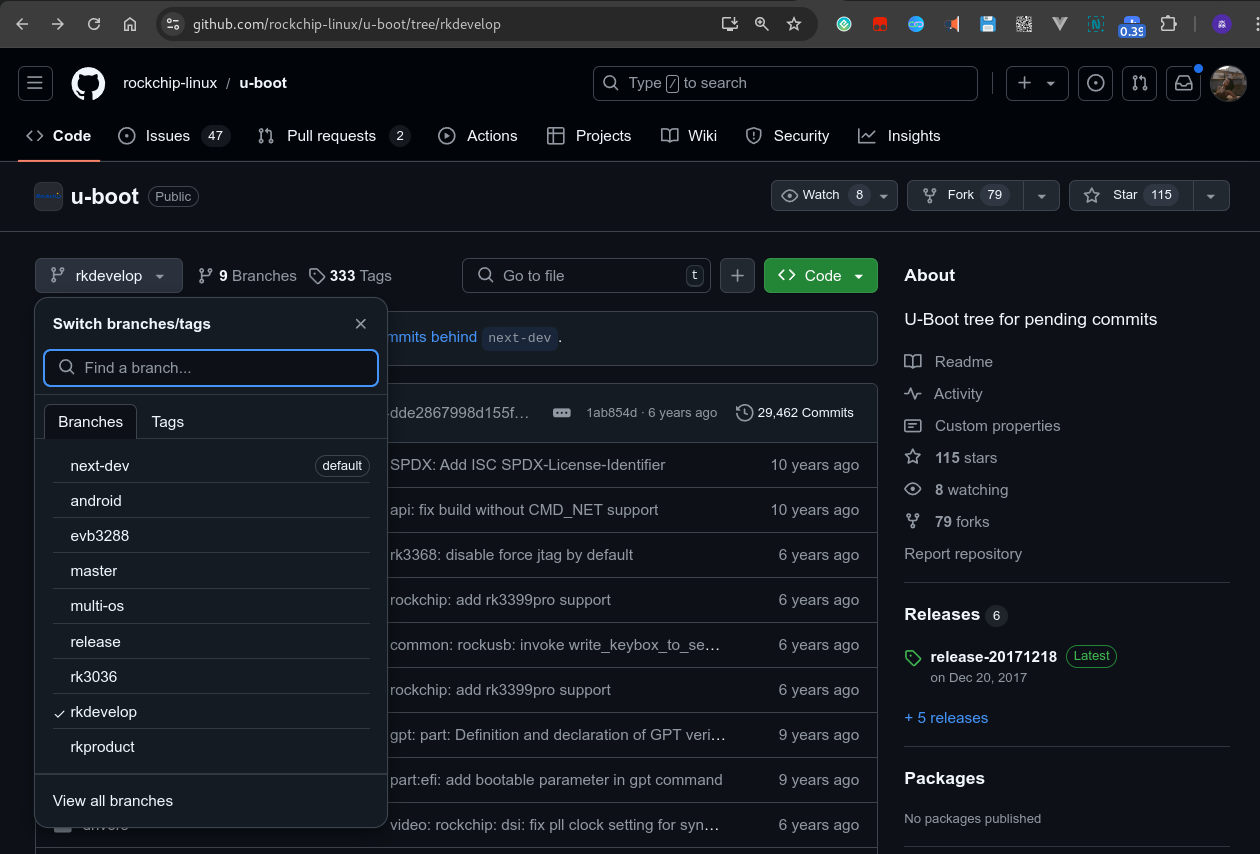 github.com/rockchip-linux/u-boot/tree/rkdevelop
0.39
rockchip-linux / u-boot
Type / to search
Code Issues 47 Pull requests 2 Actions Projects Wiki Security Insights
u-boot Public
Watch 8 Fork 79 Star 115
rkdevelop 9 Branches 333 Tags Go to file t Code
Switch branches/tags
Find a branch...
Branches Tags
next-dev default
android
evb3288
master
multi-os
release
rk3036
rkdevelop
rkproduct
View all branches
behind next-dev.
1ab854d · 6 years ago 29,462 Commits
SPDX: Add ISC SPDX-License-Identifier 10 years ago
api: fix build without CMD_NET support 10 years ago
rk3368: disable force jtag by default 6 years ago
rockchip: add rk3399pro support 6 years ago
common: rockusb: invoke write_keybox_to_se… 6 years ago
rockchip: add rk3399pro support 6 years ago
gpt: part: Definition and declaration of GPT veri… 9 years ago
part:efi: add bootable parameter in gpt command 9 years ago
video: rockchip: dsi: fix pll clock setting for syn… 6 years ago
About
U-Boot tree for pending commits
Readme
Activity
Custom properties
115 stars
8 watching
79 forks
Report repository
Releases 6
release-20171218 Latest
on Dec 20, 2017
+ 5 releases
Packages
No packages published